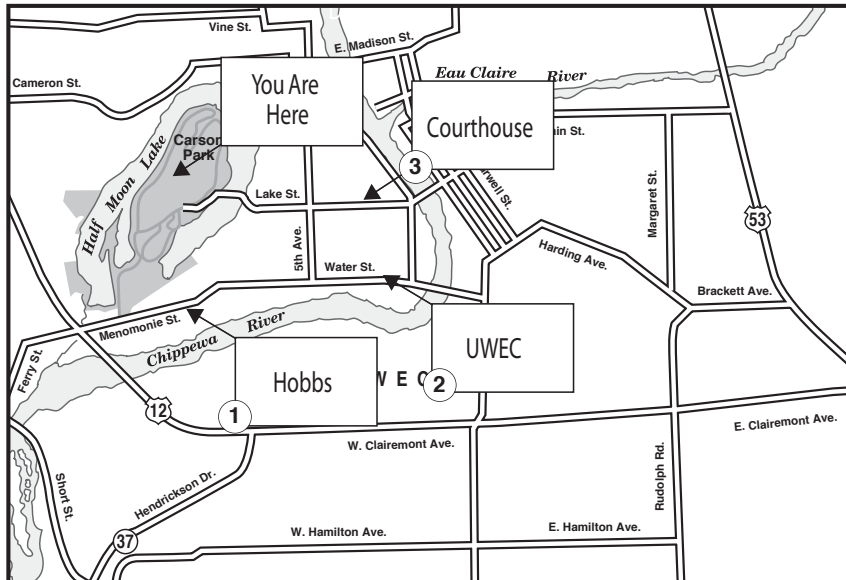 Vine St.
E. Madison St.
Cameron St.
Eau Claire River
You Are
Here
Courthouse
Carson
Park
Half Moon Lake
3
Lake St.
Margaret St.
53
5th Ave.
Water St.
Harding Ave.
Brackett Ave.
Menomonie St.
Chippewa River
Ferry St.
UWEC
Hobbs
W E C
2
12
1
W. Clairemont Ave.
E. Clairemont Ave.
Short St.
Hendrickson Dr.
Rudolph Rd.
W. Hamilton Ave.
E. Hamilton Ave.
37